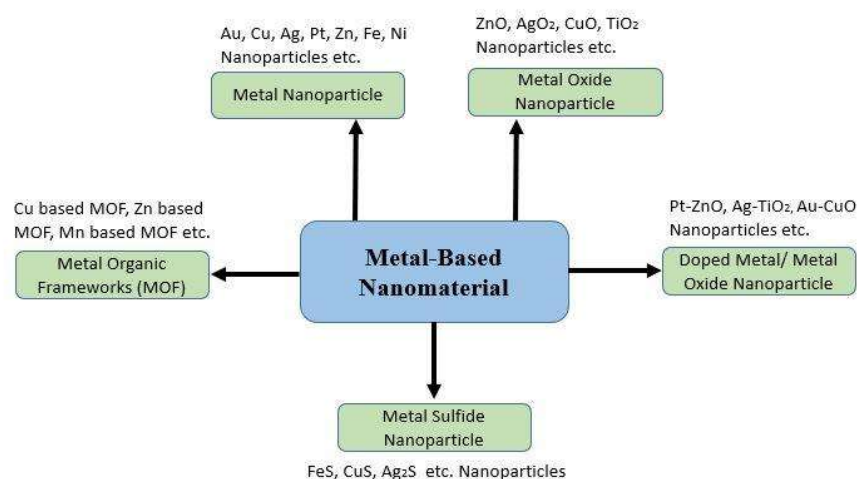 Au, Cu, Ag, Pt, Zn, Fe, Ni
Nanoparticles etc.
Metal Nanoparticle
ZnO, AgO₂, CuO, TiO₂
Nanoparticles etc.
Metal Oxide
Nanoparticle
Cu based MOF, Zn based
MOF, Mn based MOF etc.
Metal Organic
Frameworks (MOF)
Metal-Based
Nanomaterial
Pt-ZnO, Ag-TiO₂, Au-CuO
Nanoparticles etc.
Doped Metal/ Metal
Oxide Nanoparticle
Metal Sulfide
Nanoparticle
FeS, CuS, Ag₂S etc. Nanoparticles